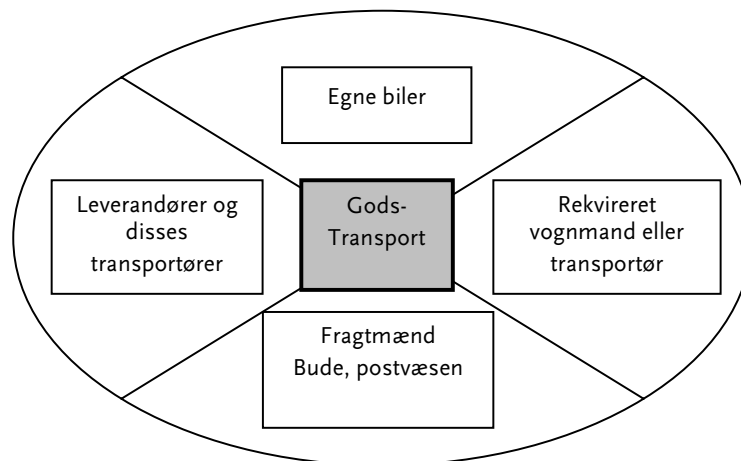 Egne biler
Leverandører og
disses
transportører
Gods-
Transport
Rekvireret
vognmand eller
transportør
Fragtmænd
Bude, postvæsen